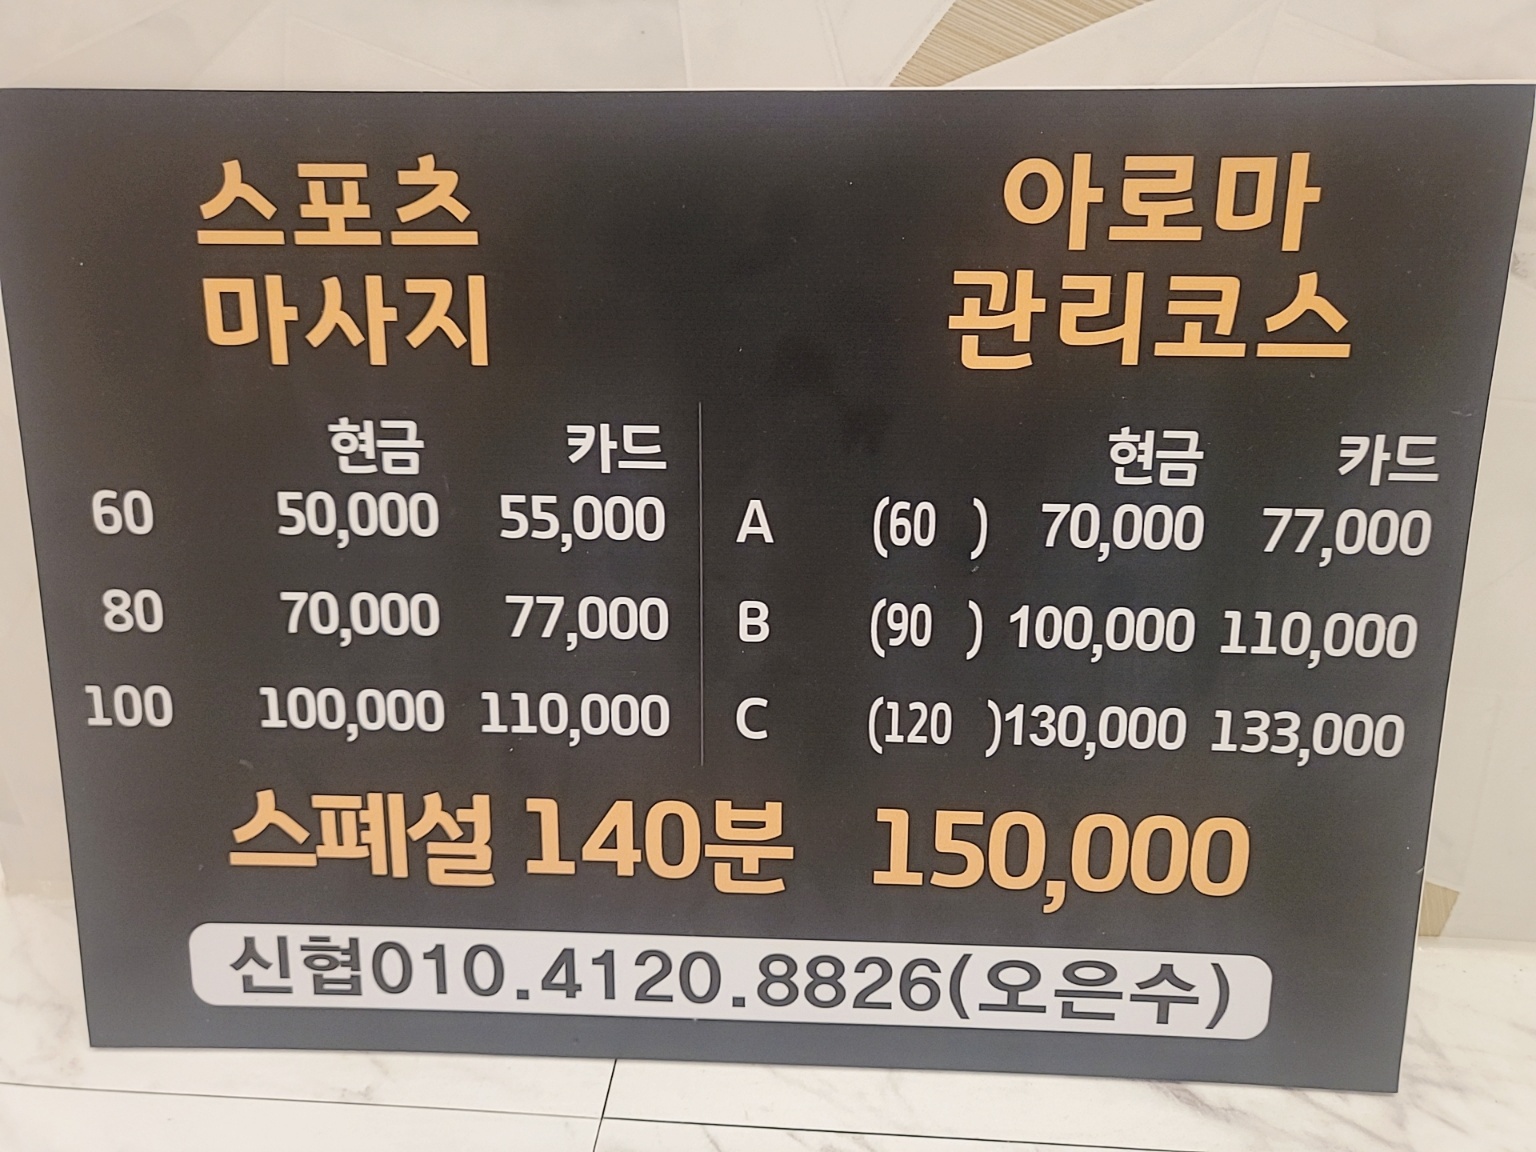 스포츠
마사지
현금 카드
60 50,000 55,000
80 70,000 77,000
100 100,000 110,000
아로마
관리코스
현금 카드
A (60 ) 70,000 77,000
B (90 ) 100,000 110,000
C (120 )130,000 133,000
스폐셜 140분 150,000
신협010.4120.8826(오은수)